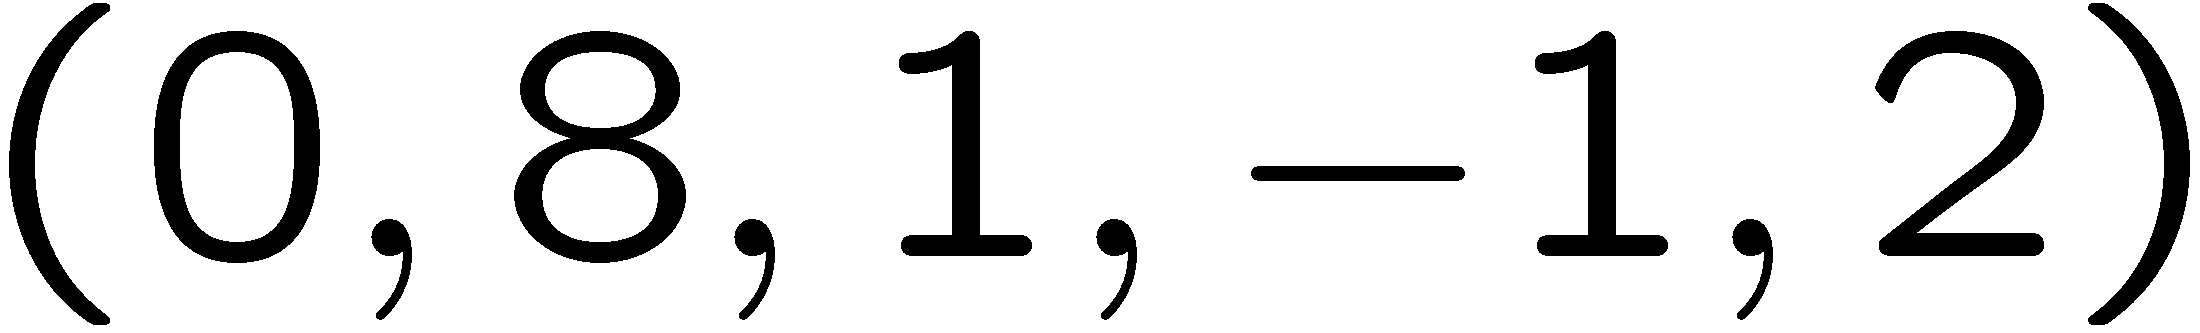 (0, 8, 1, −1, 2)